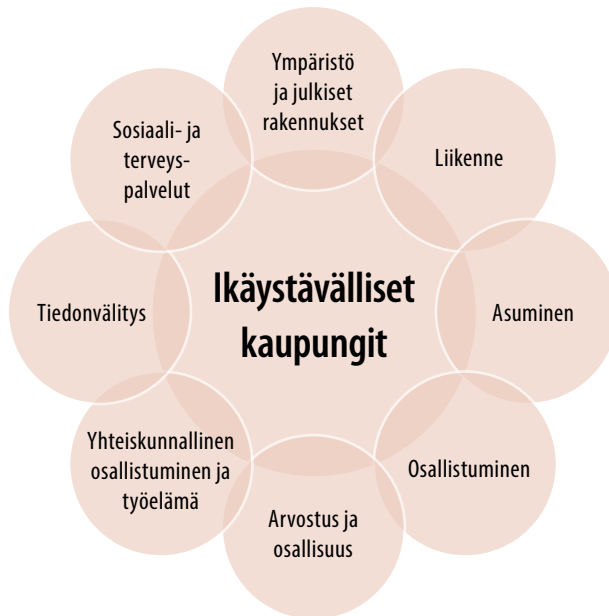 Ympäristö
ja julkiset
rakennukset
Liikenne
Asuminen
Osallistuminen
Arvostus ja
osallisuus
Yhteiskunnallinen
osallistuminen ja
työelämä
Tiedonvälitys
Sosiaali- ja
terveys-
palvelut
Ikäystävälliset
kaupungit